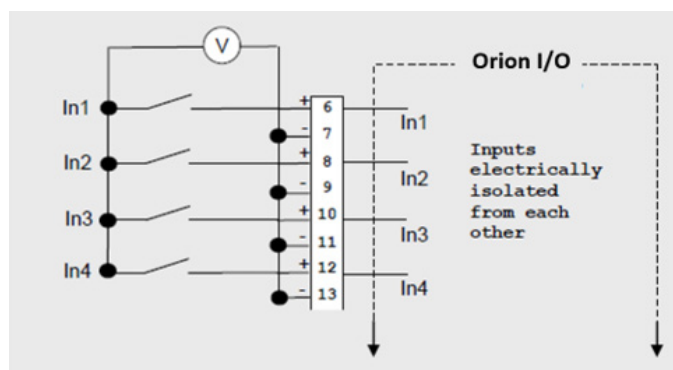 V
Orion I/O
In1
+ 6
In1
- 7
In2
+ 8
In2
- 9
In3
+ 10
In3
- 11
In4
+ 12
In4
- 13
Inputs
electrically
isolated
from each
other